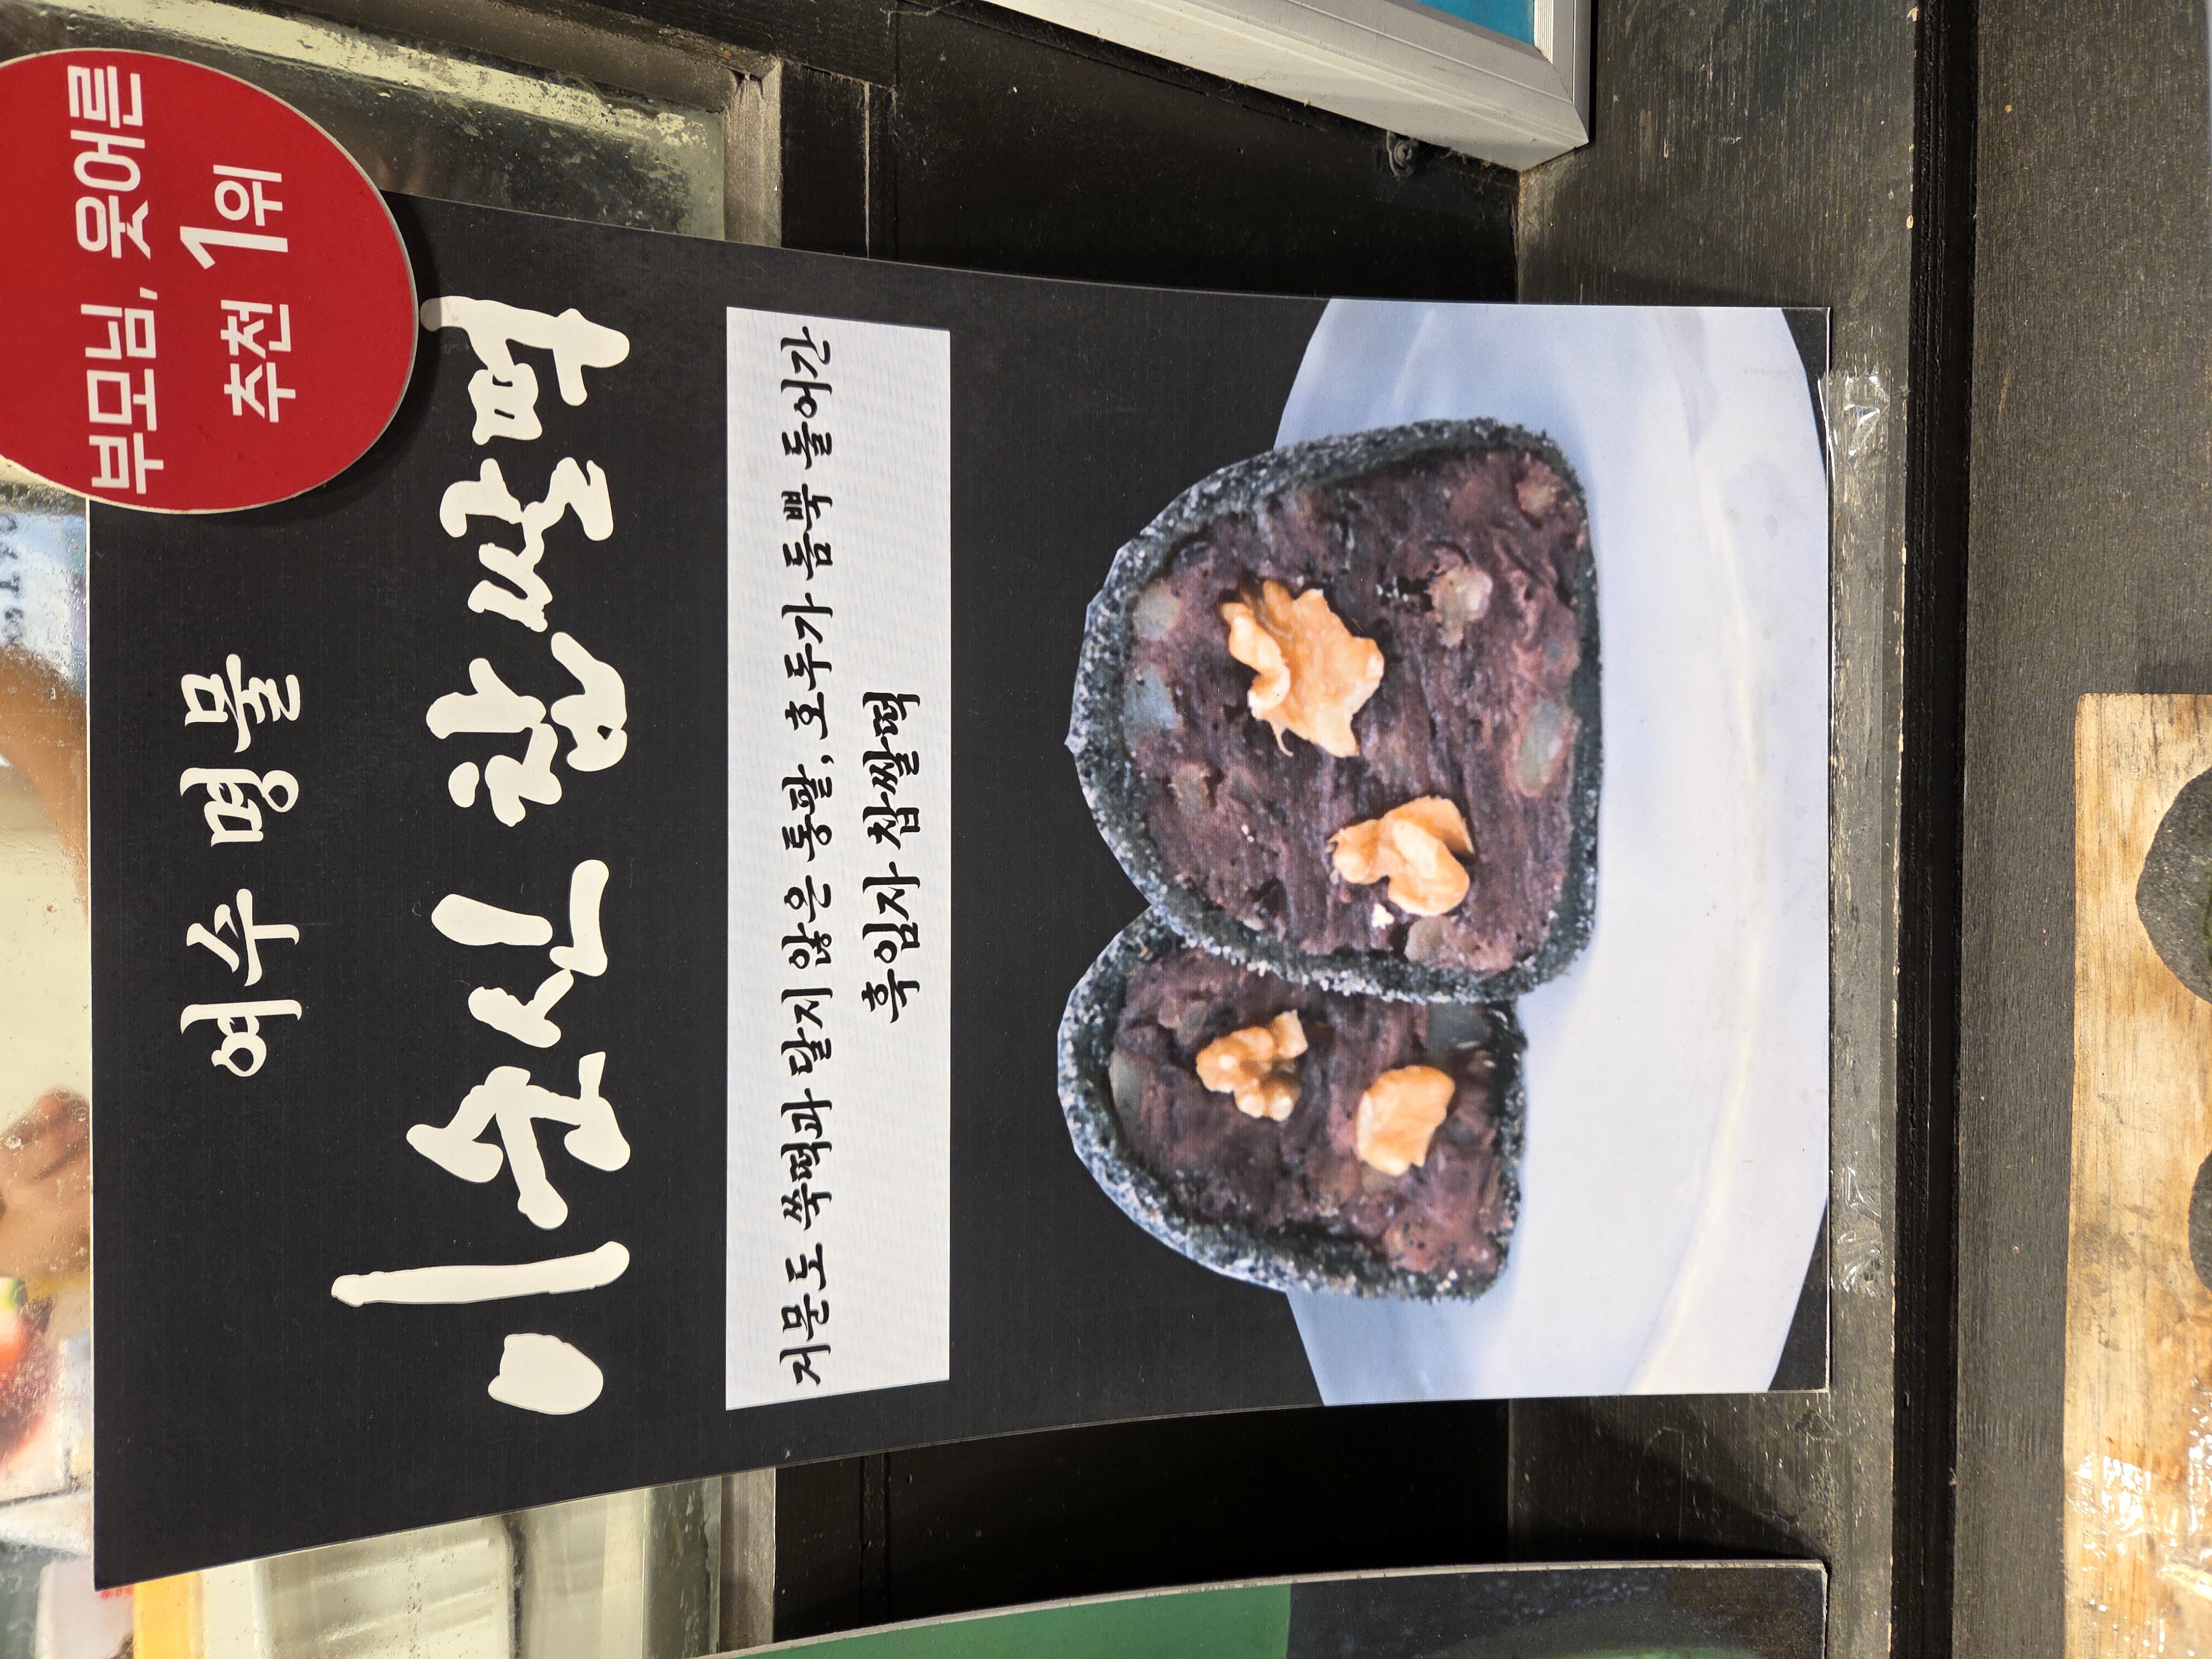 부모님, 웃어른
추천 1위
여수 명물
이순신 찹쌀떡
거문도 쑥떡과 달지 않은 통팥, 호두가 듬뿍 들어간
흑임자 찹쌀떡